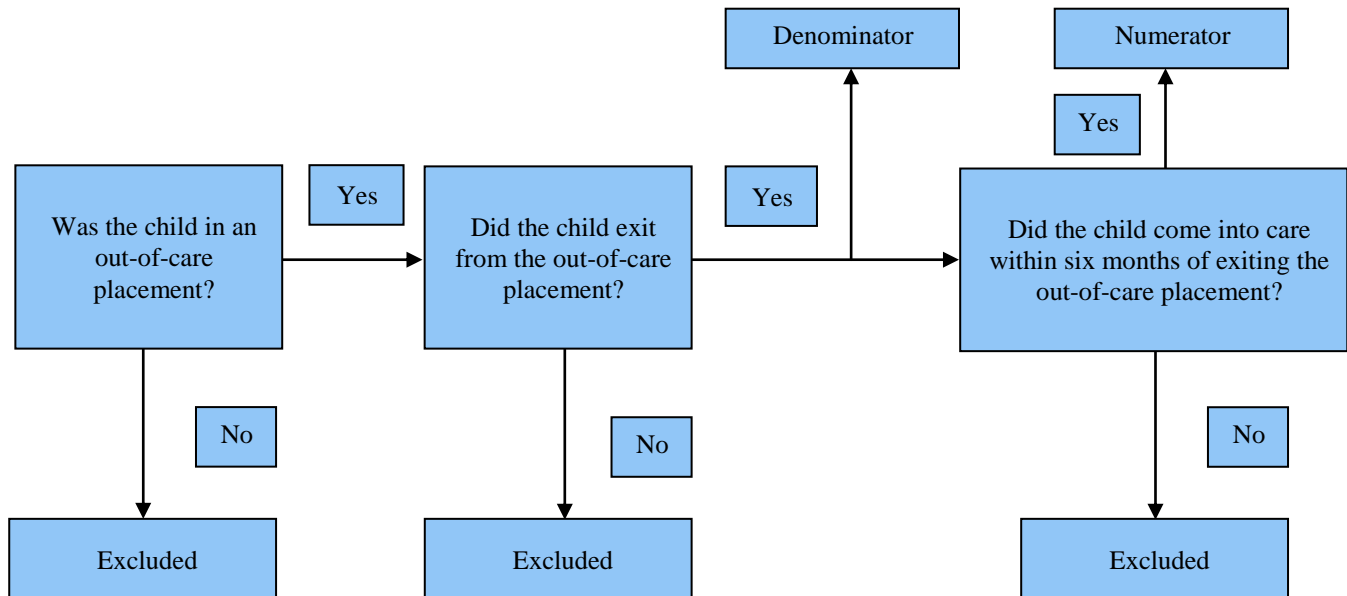 Denominator
Numerator
Yes
Was the child in an
out-of-care
placement?
Yes
Did the child exit
from the out-of-care
placement?
Yes
Did the child come into care
within six months of exiting the
out-of-care placement?
No
No
No
Excluded
Excluded
Excluded